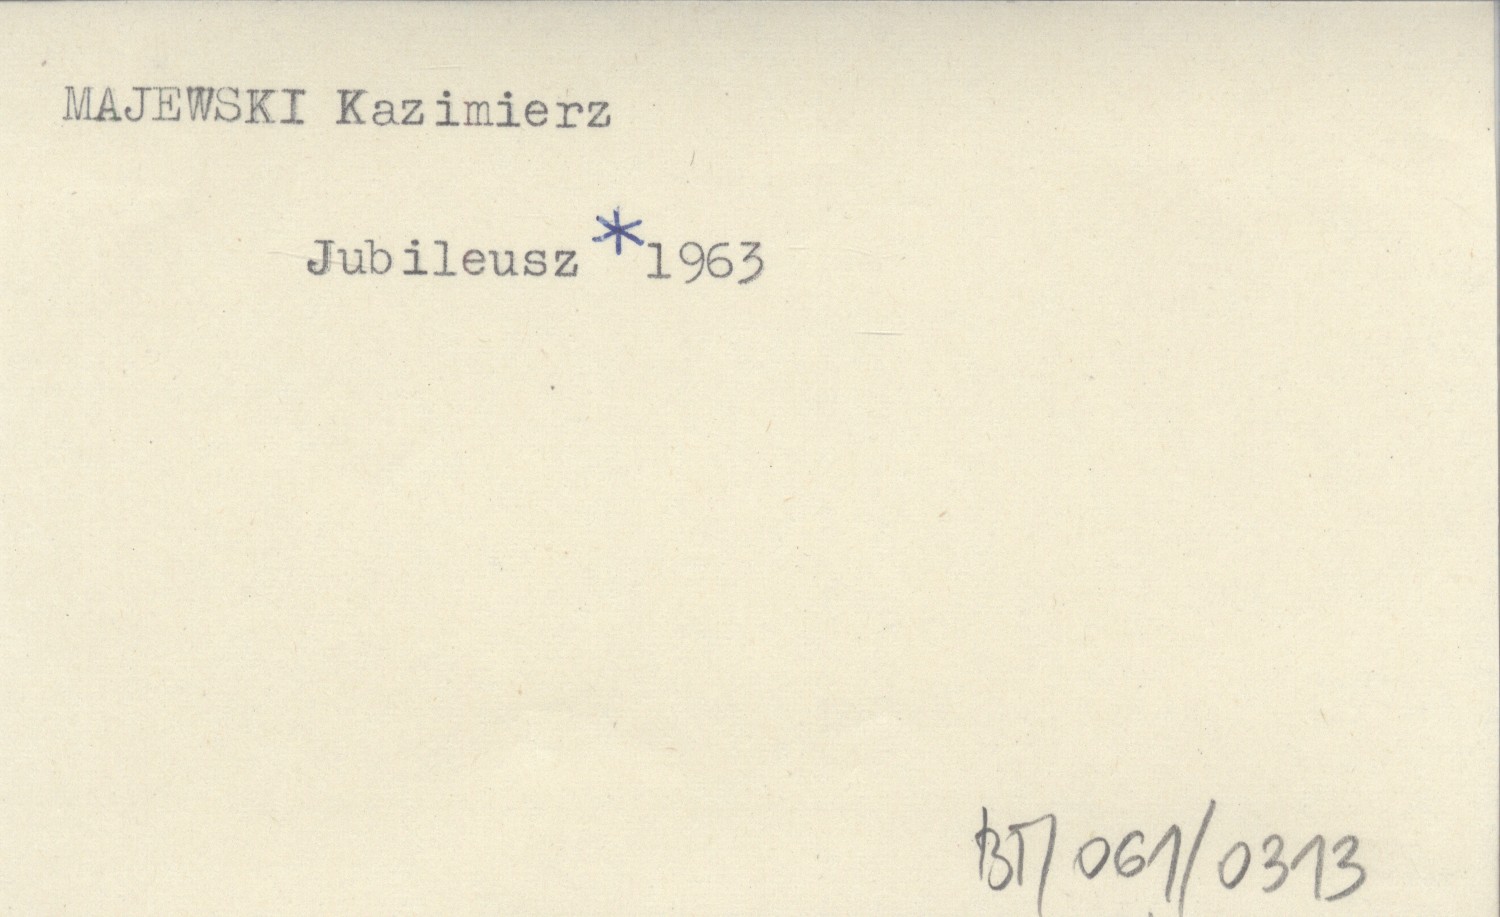 MAJEWSKI Kazimierz
Jubileusz * 1963
BT/061/0313